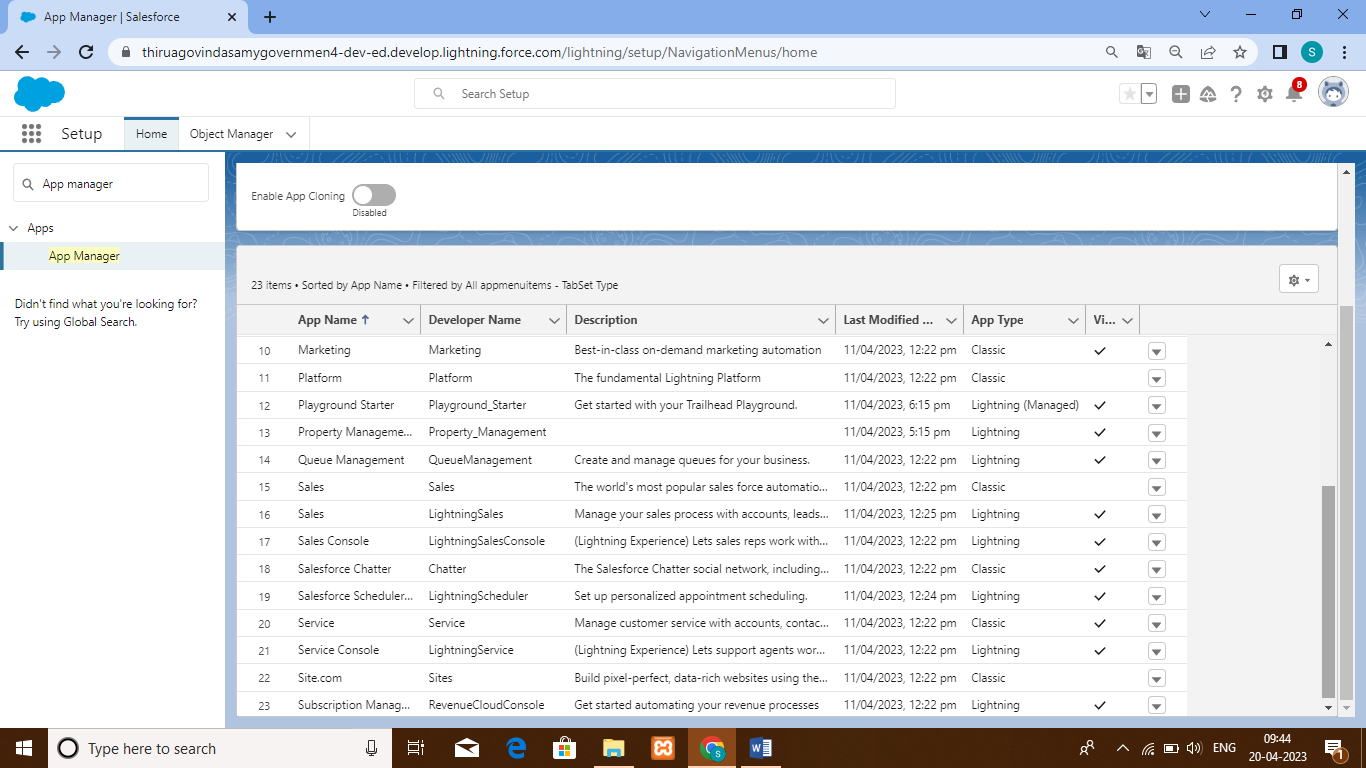 App Manager | Salesforce
thiruagovindasamygovernmen4-dev-ed.develop.lightning.force.com/lightning/setup/NavigationMenus/home
S
Search Setup
8
Setup
Home
Object Manager
App manager
Apps
App Manager
Didn't find what you're looking for?
Try using Global Search.
Enable App Cloning
Disabled
23 items • Sorted by App Name • Filtered by All appmenuitems - TabSet Type
App Name ↑ Developer Name Description Last Modified ... App Type Vi...
10 Marketing Marketing Best-in-class on-demand marketing automation 11/04/2023, 12:22 pm Classic
11 Platform Platform The fundamental Lightning Platform 11/04/2023, 12:22 pm Classic
12 Playground Starter Playground_Starter Get started with your Trailhead Playground. 11/04/2023, 6:15 pm Lightning (Managed)
13 Property Manageme... Property_Management 11/04/2023, 5:15 pm Lightning
14 Queue Management QueueManagement Create and manage queues for your business. 11/04/2023, 12:22 pm Lightning
15 Sales Sales The world's most popular sales force automatio... 11/04/2023, 12:22 pm Classic
16 Sales LightningSales Manage your sales process with accounts, leads... 11/04/2023, 12:25 pm Lightning
17 Sales Console LightningSalesConsole (Lightning Experience) Lets sales reps work with... 11/04/2023, 12:22 pm Lightning
18 Salesforce Chatter Chatter The Salesforce Chatter social network, including... 11/04/2023, 12:22 pm Classic
19 Salesforce Scheduler... LightningScheduler Set up personalized appointment scheduling. 11/04/2023, 12:24 pm Lightning
20 Service Service Manage customer service with accounts, contac... 11/04/2023, 12:22 pm Classic
21 Service Console LightningService (Lightning Experience) Lets support agents wor... 11/04/2023, 12:22 pm Lightning
22 Site.com Sites Build pixel-perfect, data-rich websites using the... 11/04/2023, 12:22 pm Classic
23 Subscription Manag... RevenueCloudConsole Get started automating your revenue processes 11/04/2023, 12:22 pm Lightning
Type here to search
ENG
09:44
20-04-2023
1